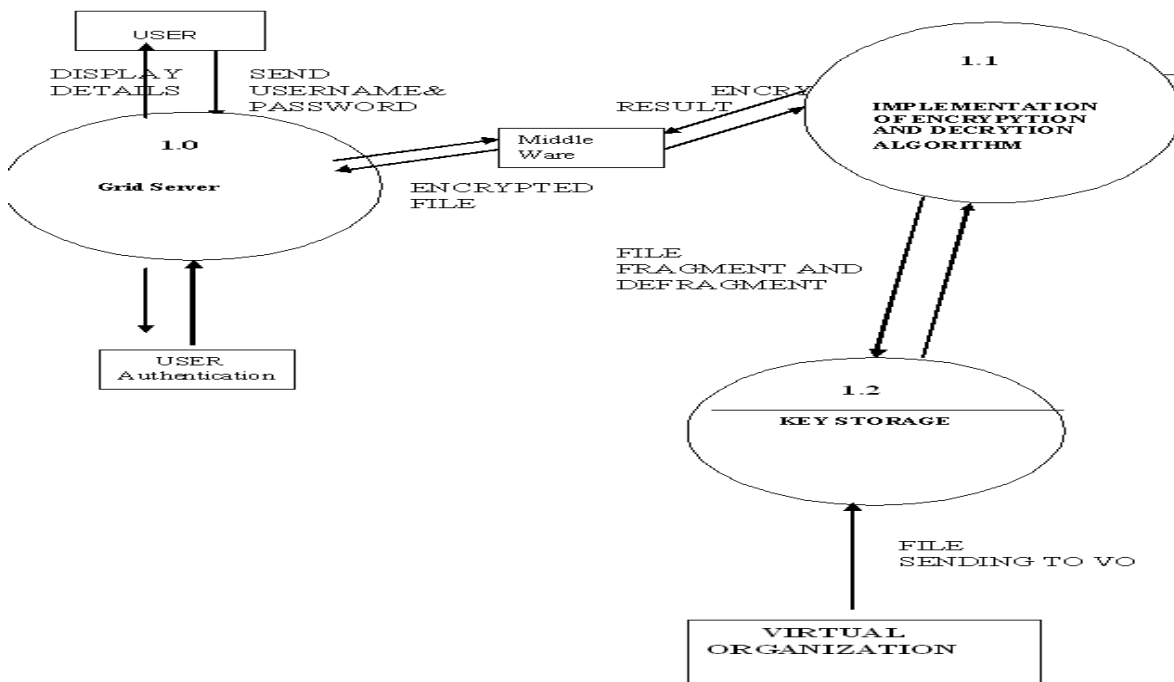 USER
DISPLAY
DETAILS
SEND
USERNAME&
PASSWORD
1.0
Grid Server
Middle
Ware
RESULT
ENCRY
ENCRYPTED
FILE
1.1
IMPLEMENTATION
OF ENCRYPYTION
AND DECRYTION
ALGORITHM
USER
Authentication
FILE
FRAGMENT AND
DEFRAGMENT
1.2
KEY STORAGE
FILE
SENDING TO VO
VIRTUAL
ORGANIZATION